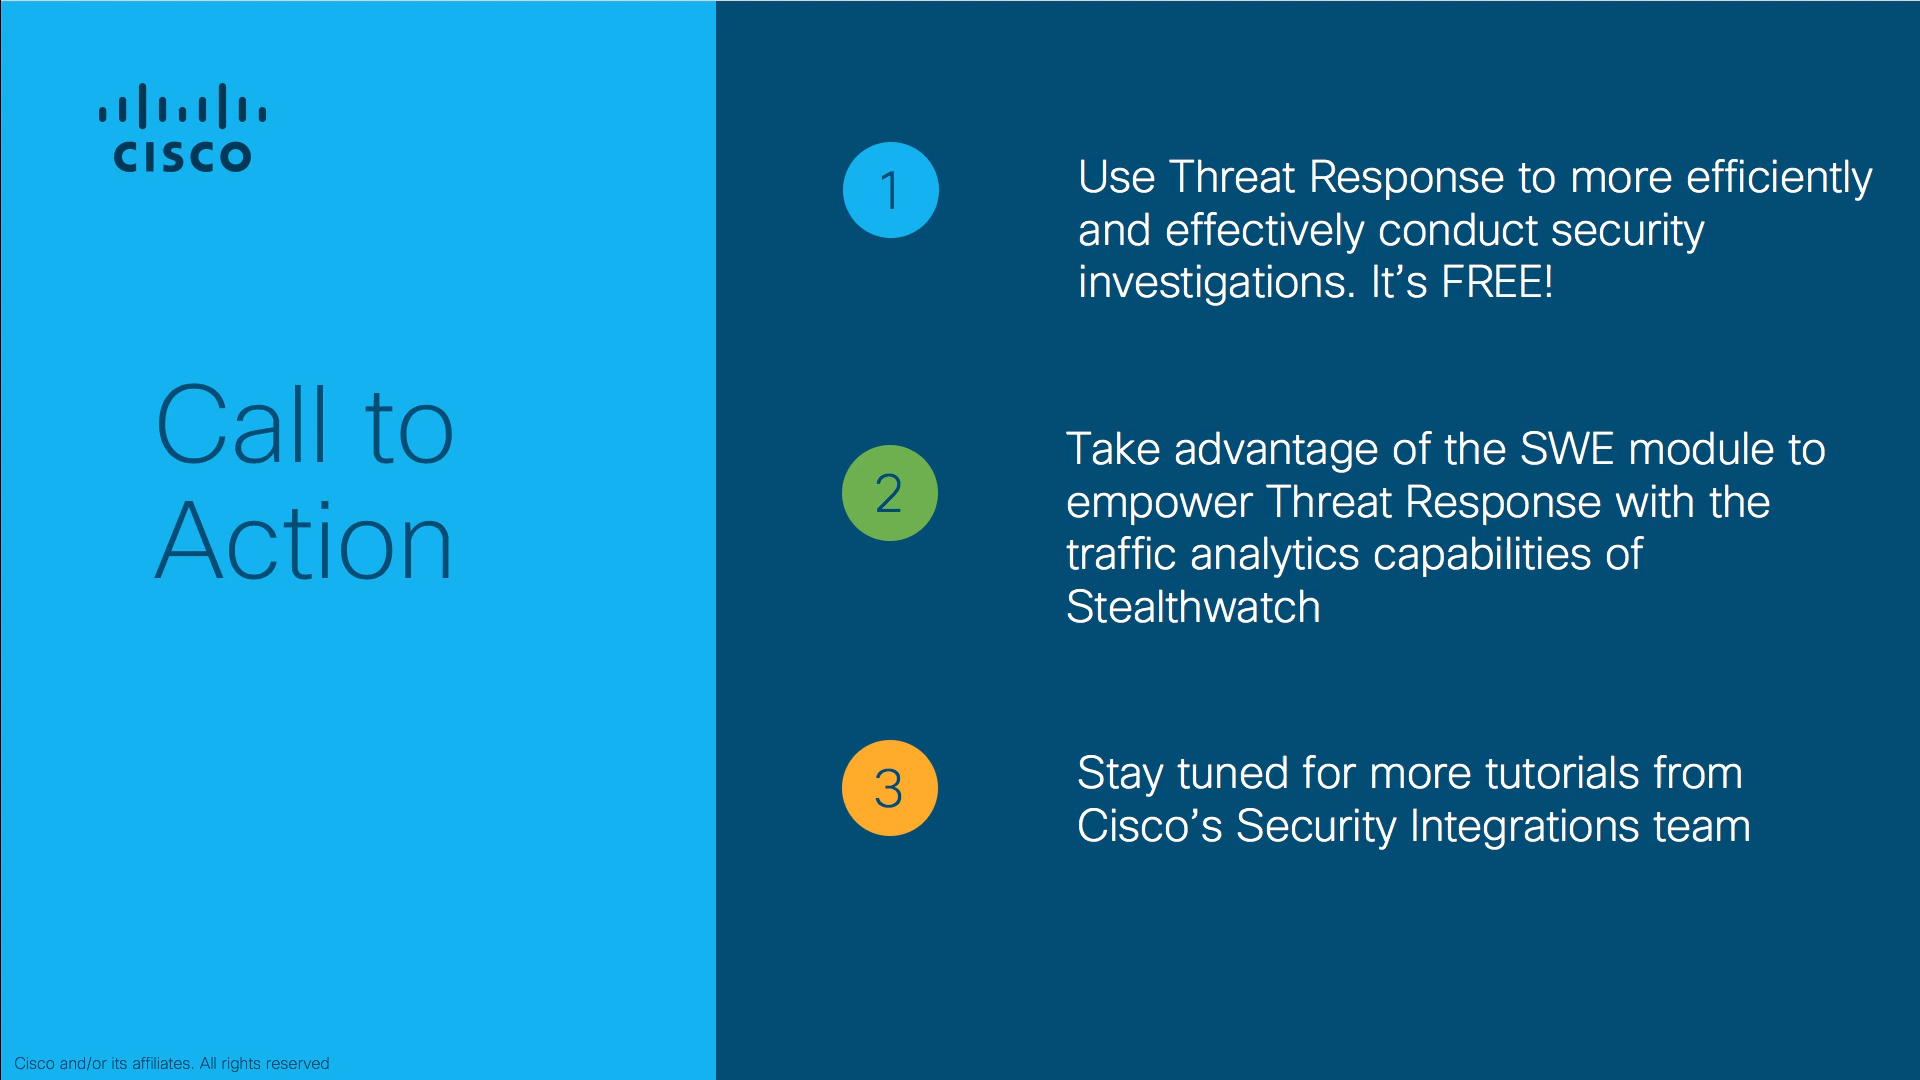 CISCO
Call to
Action
1
Use Threat Response to more efficiently
and effectively conduct security
investigations. It’s FREE!
2
Take advantage of the SWE module to
empower Threat Response with the
traffic analytics capabilities of
Stealthwatch
3
Stay tuned for more tutorials from
Cisco’s Security Integrations team
Cisco and/or its affiliates. All rights reserved